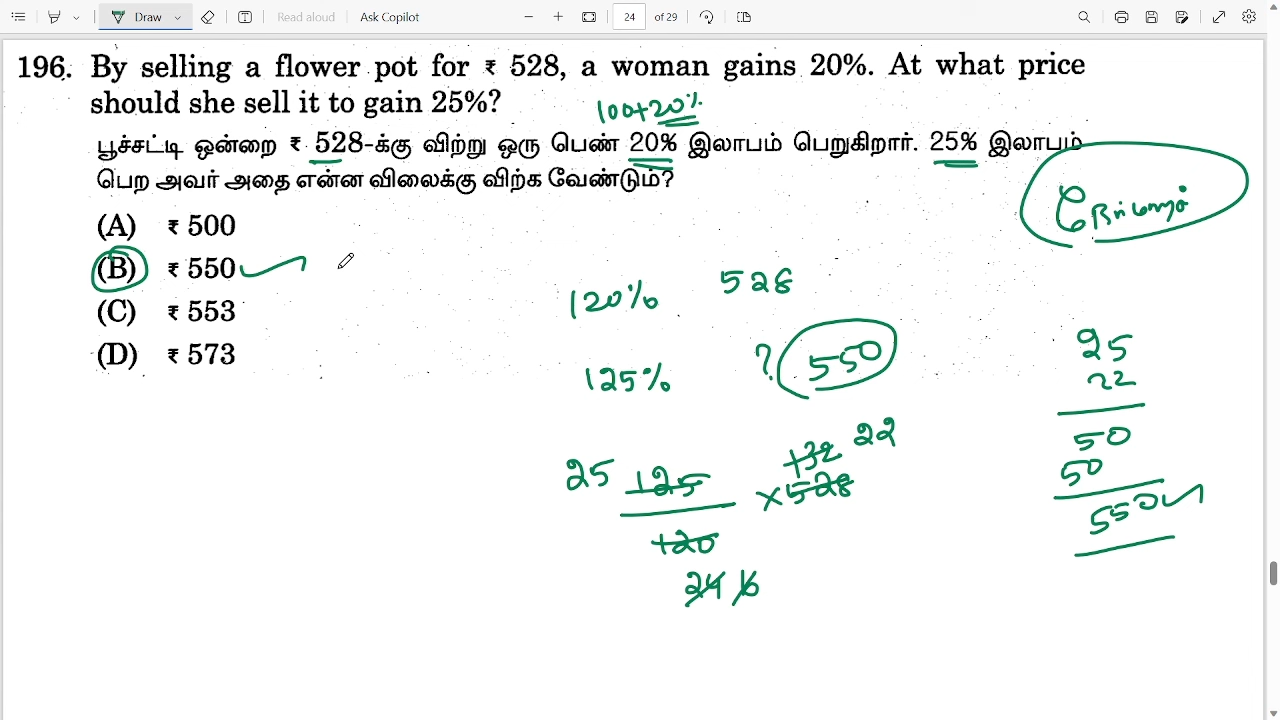 Draw
Read aloud
Ask Copilot
24 of 29
196. By selling a flower pot for ₹ 528, a woman gains 20%. At what price
should she sell it to gain 25%?
100+20%
பூச்சட்டி ஒன்றை ₹ 528-க்கு விற்று ஒரு பெண் 20% இலாபம் பெறுகிறார். 25% இலாபம்
பெற அவர் அதை என்ன விலைக்கு விற்க வேண்டும்?
நேர்மாறல்
(A) ₹ 500
(B) ₹ 550
(C) ₹ 553
(D) ₹ 573
120% 528
125% ? 550
132 22
25 125 × 528
120
24 6
25
22
50
50
550